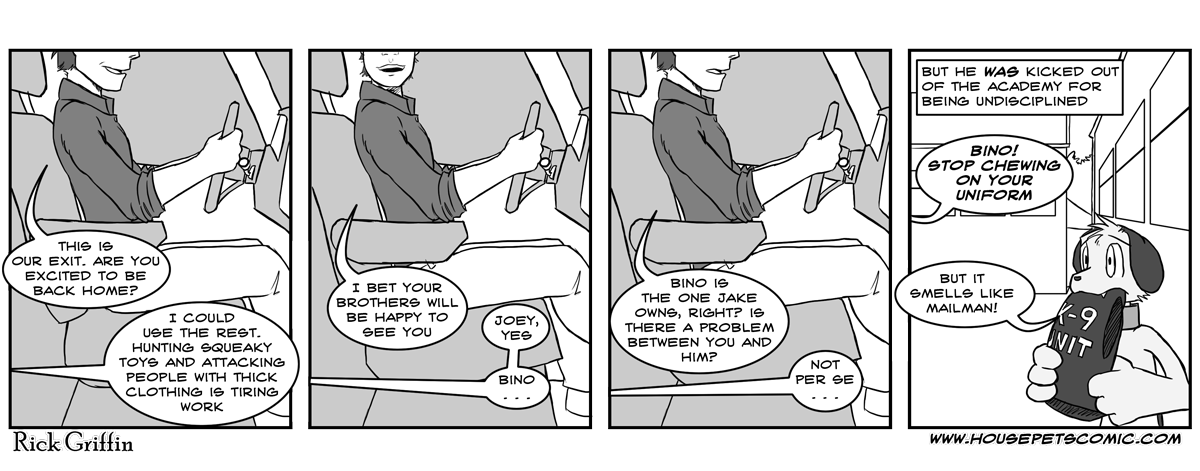 THIS IS
OUR EXIT. ARE YOU
EXCITED TO BE
BACK HOME?
I COULD
USE THE REST.
HUNTING SQUEAKY
TOYS AND ATTACKING
PEOPLE WITH THICK
CLOTHING IS TIRING
WORK
I BET YOUR
BROTHERS WILL
BE HAPPY TO
SEE YOU
JOEY,
YES
BINO
. . .
BINO IS
THE ONE JAKE
OWNS, RIGHT? IS
THERE A PROBLEM
BETWEEN YOU AND
HIM?
NOT
PER SE
. . . .
BUT HE WAS KICKED OUT
OF THE ACADEMY FOR
BEING UNDISCIPLINED
BINO!
STOP CHEWING
ON YOUR
UNIFORM
BUT IT
SMELLS LIKE
MAILMAN!
K-9
UNIT
Rick Griffin
WWW.HOUSEPETSCOMIC.COM